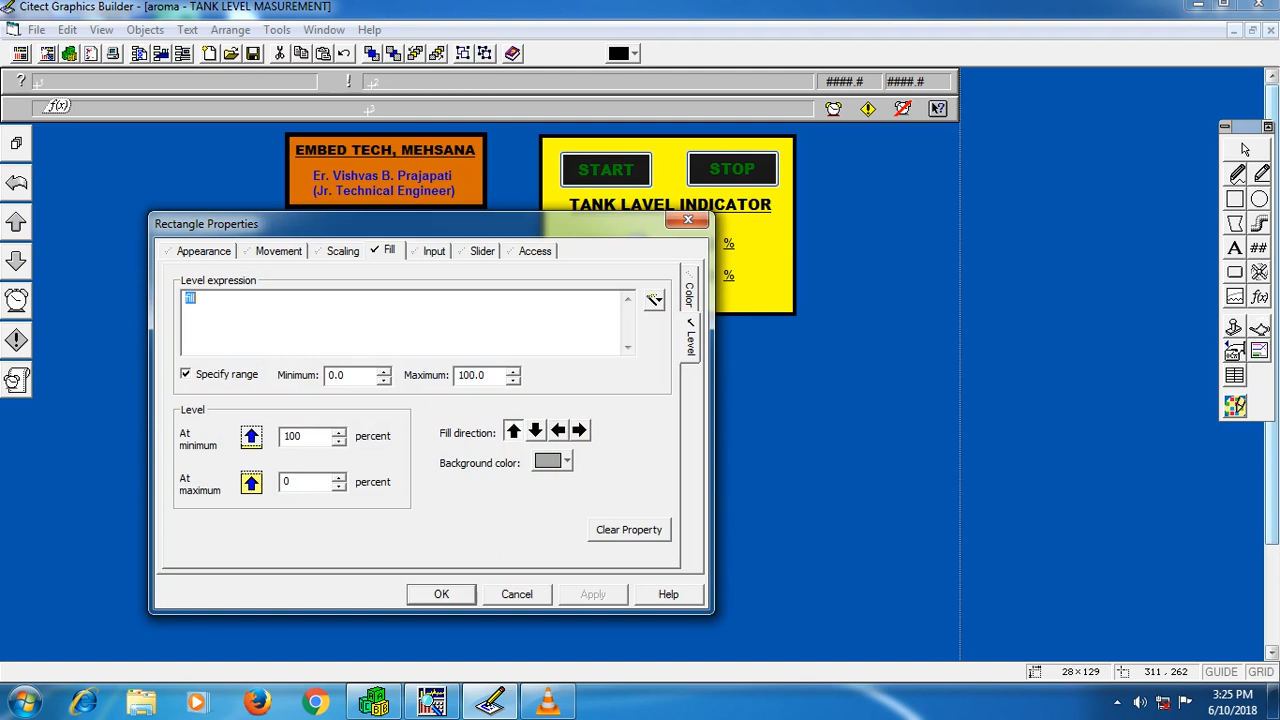 Citect Graphics Builder - [aroma - TANK LEVEL MASUREMENT]
File Edit View Objects Text Arrange Tools Window Help
? +1 ! +2 ####.# ####.#
f(x) +3
EMBED TECH, MEHSANA
Er. Vishvas B. Prajapati
(Jr. Technical Engineer)
START STOP
TANK LAVEL INDICATOR
%
%
Rectangle Properties
Appearance Movement Scaling Fill Input Slider Access
Level expression
fill
Color
Level
Specify range Minimum: 0.0 Maximum: 100.0
Level
At minimum 100 percent
At maximum 0 percent
Fill direction:
Background color:
Clear Property
OK Cancel Apply Help
A ##
f(x)
28×129 311 , 262 GUIDE GRID
3:25 PM
6/10/2018